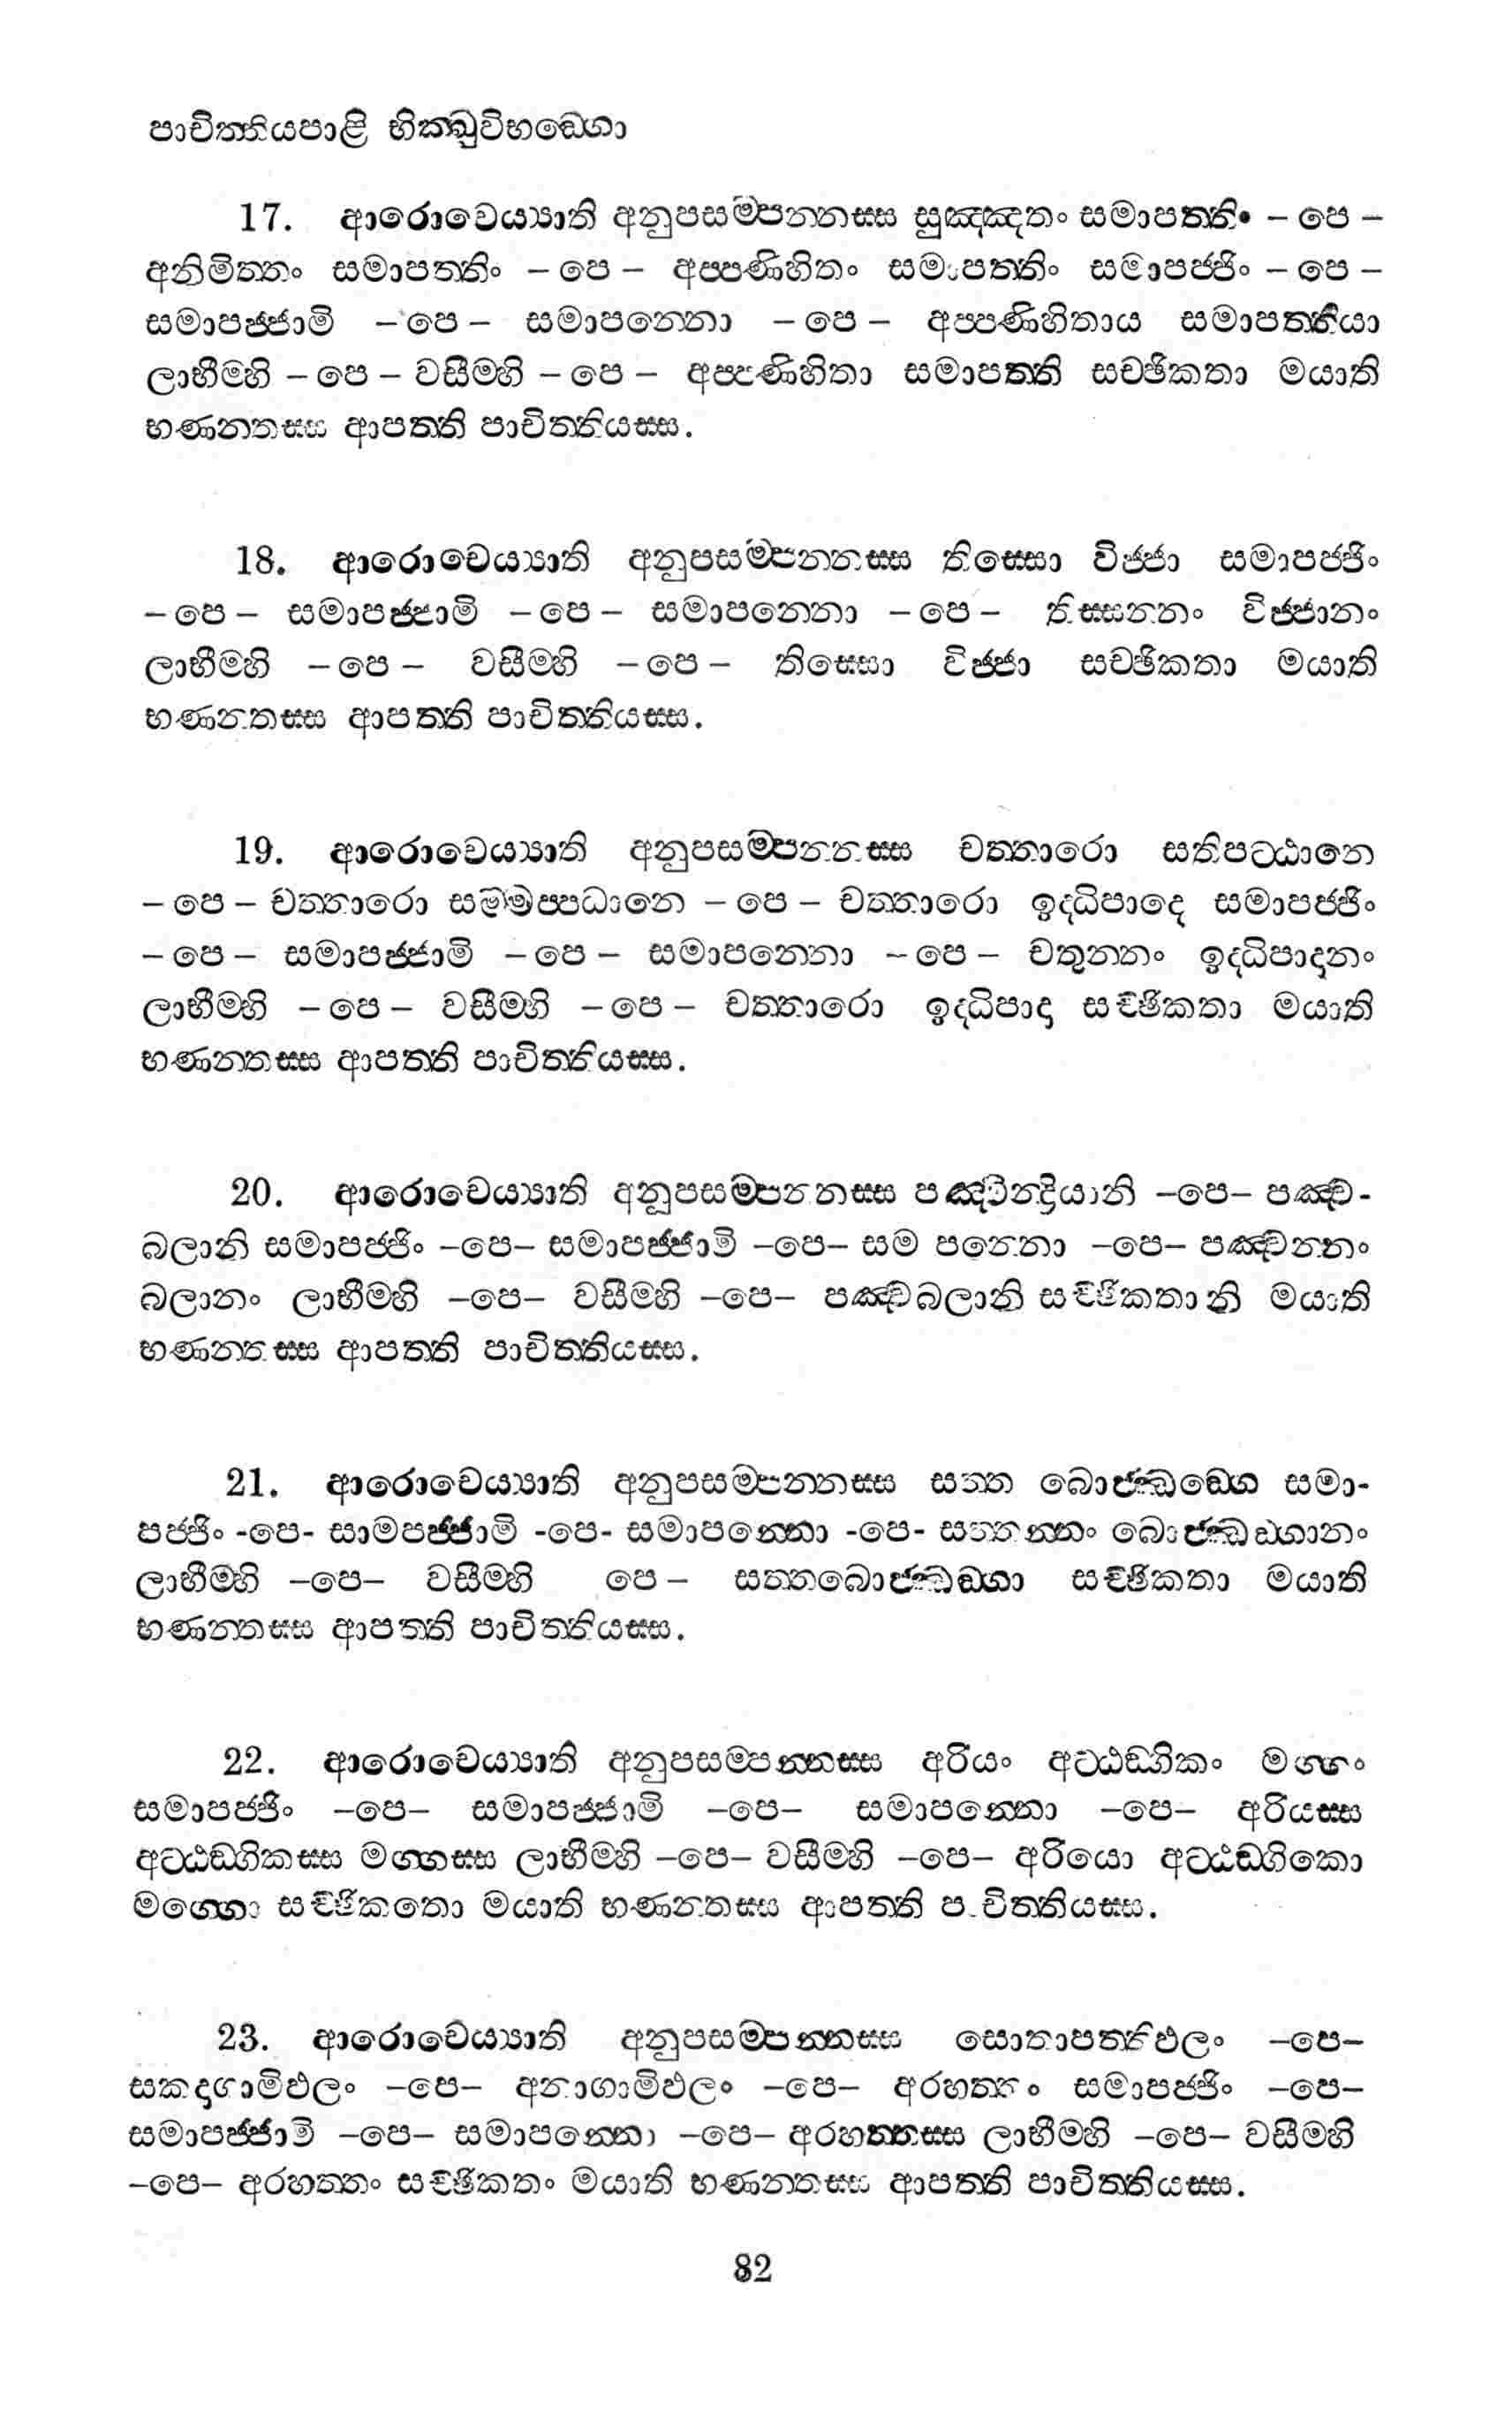 පාචිත්තියපාළි භික්ඛුවිභඞ්ගො
17. ආරොචෙය්‍යාති අනුපසම්පන්නස්ස සුඤ්ඤතං සමාපත්තිං – පෙ –
අනිමිත්තං සමාපත්තිං – පෙ – අප්පණිහිතං සමාපත්තිං සමාපජ්ජිං – පෙ –
සමාපජ්ජාමි – පෙ – සමාපන්නො – පෙ – අප්පණිහිතාය සමාපත්තියා
ලාභීම්හි – පෙ – වසීම්හි – පෙ – අප්පණිහිතා සමාපත්ති සච්ඡිකතා මයාති
භණන්තස්ස ආපත්ති පාචිත්තියස්ස.
18. ආරොචෙය්‍යාති අනුපසම්පන්නස්ස තිස්සො විජ්ජා සමාපජ්ජිං
– පෙ – සමාපජ්ජාමි – පෙ – සමාපන්නො – පෙ – තිස්සන්නං විජ්ජානං
ලාභීම්හි – පෙ – වසීම්හි – පෙ – තිස්සො විජ්ජා සච්ඡිකතා මයාති
භණන්තස්ස ආපත්ති පාචිත්තියස්ස.
19. ආරොචෙය්‍යාති අනුපසම්පන්නස්ස චත්තාරො සතිපට්ඨානෙ
– පෙ – චත්තාරො සම්මප්පධානෙ – පෙ – චත්තාරො ඉද්ධිපාදෙ සමාපජ්ජිං
– පෙ – සමාපජ්ජාමි – පෙ – සමාපන්නො – පෙ – චතුන්නං ඉද්ධිපාදානං
ලාභීම්හි – පෙ – වසීම්හි – පෙ – චත්තාරො ඉද්ධිපාදා සච්ඡිකතා මයාති
භණන්තස්ස ආපත්ති පාචිත්තියස්ස.
20. ආරොචෙය්‍යාති අනුපසම්පන්නස්ස පඤ්චින්ද්‍රියානි –පෙ– පඤ්ච-
බලානි සමාපජ්ජිං –පෙ– සමාපජ්ජාමි –පෙ– සම පන්නො –පෙ– පඤ්චන්නං
බලානං ලාභීම්හි –පෙ– වසීම්හි –පෙ– පඤ්චබලානි සච්ඡිකතානි මයාති
භණන්තස්ස ආපත්ති පාචිත්තියස්ස.
21. ආරොචෙය්‍යාති අනුපසම්පන්නස්ස සත්ත බොජ්ඣඞ්ගෙ සමා-
පජ්ජිං -පෙ- සාමපජ්ජාමි -පෙ- සමාපන්නො -පෙ- සත්තන්නං බොජ්ඣඞ්ගානං
ලාභීම්හි –පෙ– වසීම්හි පෙ – සත්තබොජ්ඣඞ්ගා සච්ඡිකතා මයාති
භණන්තස්ස ආපත්ති පාචිත්තියස්ස.
22. ආරොචෙය්‍යාති අනුපසම්පන්නස්ස අරියං අට්ඨඞ්ගිකං මග්ගං
සමාපජ්ජිං –පෙ– සමාපජ්ජාමි –පෙ– සමාපන්නො –පෙ– අරියස්ස
අට්ඨඞ්ගිකස්ස මග්ගස්ස ලාභීම්හි –පෙ– වසීම්හි –පෙ– අරියො අට්ඨඞ්ගිකො
මග්ගො සච්ඡිකතො මයාති භණන්තස්ස ආපත්ති පාචිත්තියස්ස.
23. ආරොචෙය්‍යාති අනුපසම්පන්නස්ස සොතාපත්තිඵලං –පෙ–
සකදාගාමිඵලං –පෙ– අනාගාමිඵලං –පෙ– අරහත්තං සමාපජ්ජිං –පෙ–
සමාපජ්ජාමි –පෙ– සමාපන්නො –පෙ– අරහත්තස්ස ලාභීම්හි –පෙ– වසීම්හි
–පෙ– අරහත්තං සච්ඡිකතං මයාති භණන්තස්ස ආපත්ති පාචිත්තියස්ස.
82